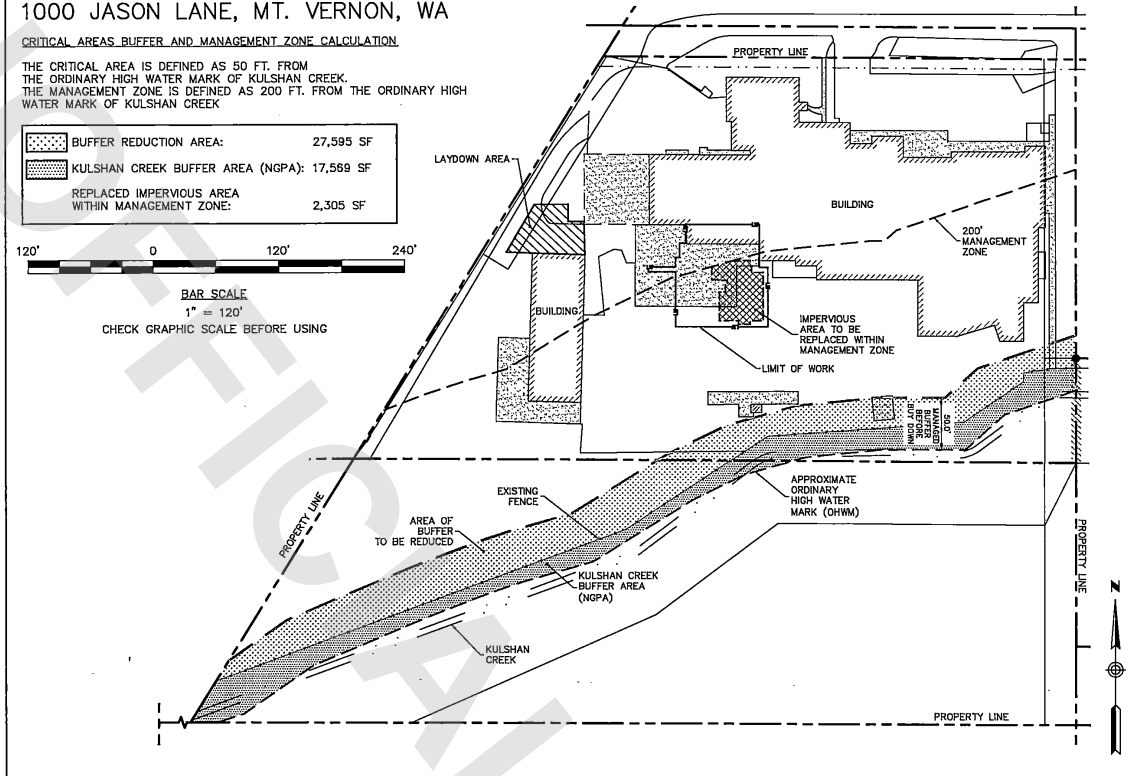 1000 JASON LANE, MT. VERNON, WA
CRITICAL AREAS BUFFER AND MANAGEMENT ZONE CALCULATION
THE CRITICAL AREA IS DEFINED AS 50 FT. FROM
THE ORDINARY HIGH WATER MARK OF KULSHAN CREEK.
THE MANAGEMENT ZONE IS DEFINED AS 200 FT. FROM THE ORDINARY HIGH
WATER MARK OF KULSHAN CREEK
BUFFER REDUCTION AREA: 27,595 SF
KULSHAN CREEK BUFFER AREA (NGPA): 17,569 SF
REPLACED IMPERVIOUS AREA
WITHIN MANAGEMENT ZONE: 2,305 SF
120' 0 120' 240'
BAR SCALE
1" = 120'
CHECK GRAPHIC SCALE BEFORE USING
PROPERTY LINE
LAYDOWN AREA
BUILDING
200'
MANAGEMENT
ZONE
BUILDING
IMPERVIOUS
AREA TO BE
REPLACED WITHIN
MANAGEMENT ZONE
LIMIT OF WORK
50.0'
MANAGED
BUFFER
BEFORE
BUY DOWN
APPROXIMATE
ORDINARY
HIGH WATER
MARK (OHWM)
EXISTING
FENCE
AREA OF
BUFFER
TO BE REDUCED
PROPERTY LINE
PROPERTY LINE
KULSHAN CREEK
BUFFER AREA
(NGPA)
KULSHAN
CREEK
PROPERTY LINE
N
OFFICAL